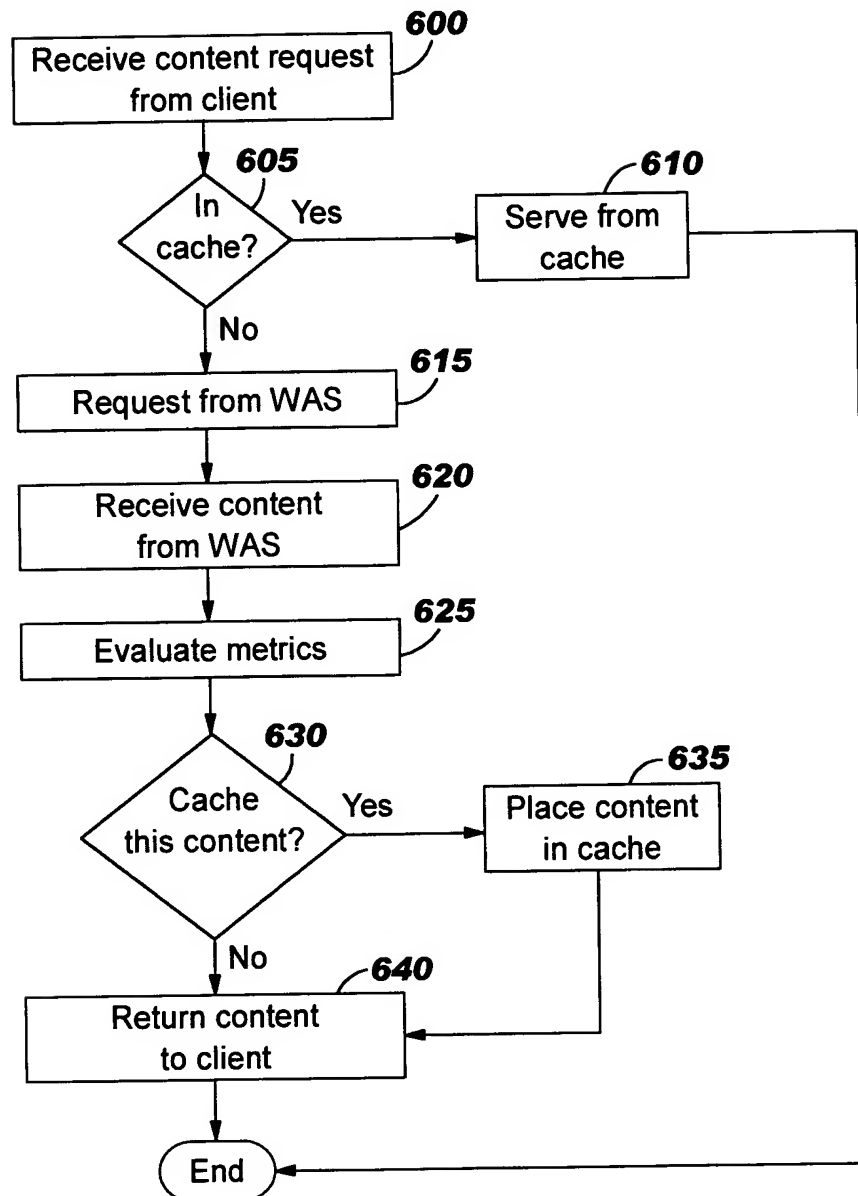 600
Receive content request
from client
605
In
cache?
Yes
610
Serve from
cache
No
615
Request from WAS
620
Receive content
from WAS
625
Evaluate metrics
630
Cache
this content?
Yes
635
Place content
in cache
No
640
Return content
to client
End